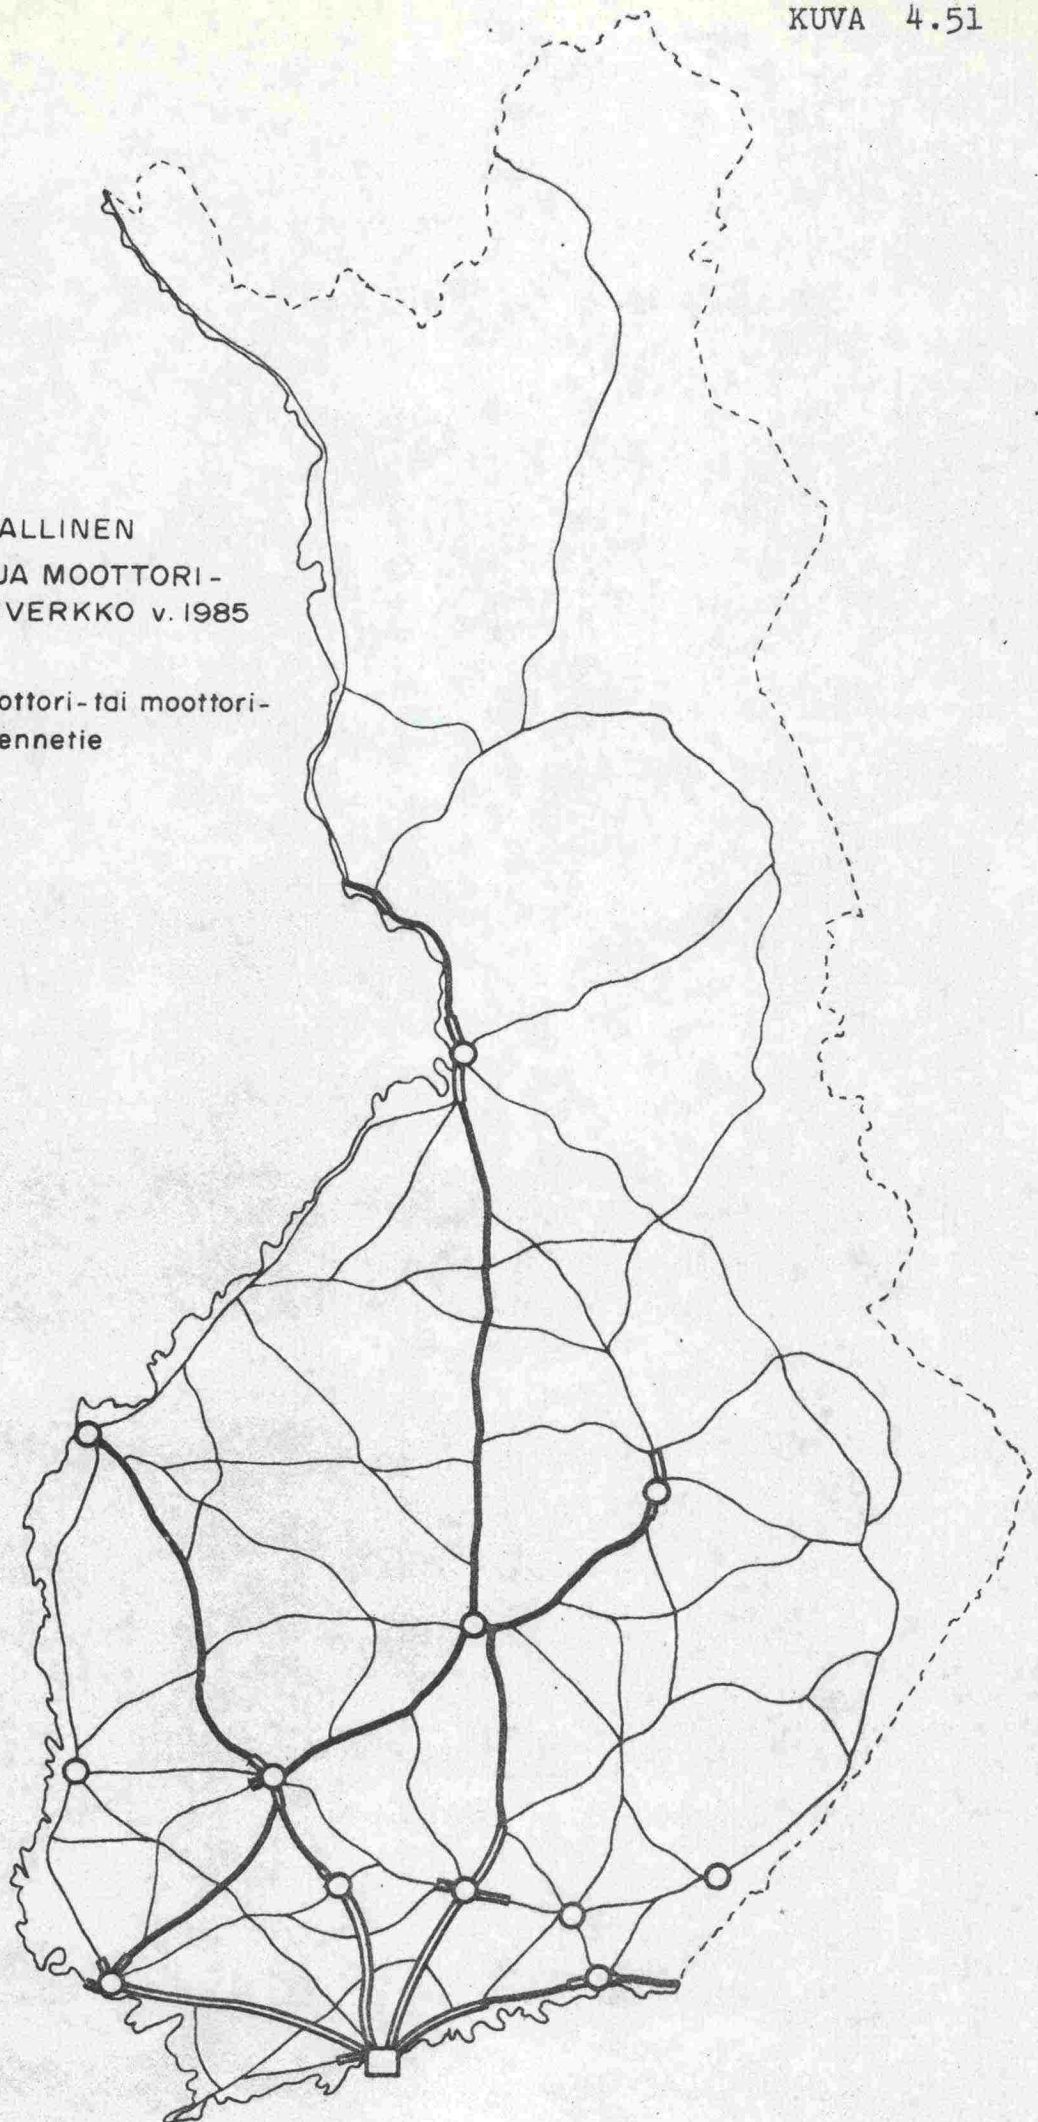 KUVA 4.51
ALLINEN
JA MOOTTORI-
VERKKO v. 1985
ottori-tai moottori-
ennetie